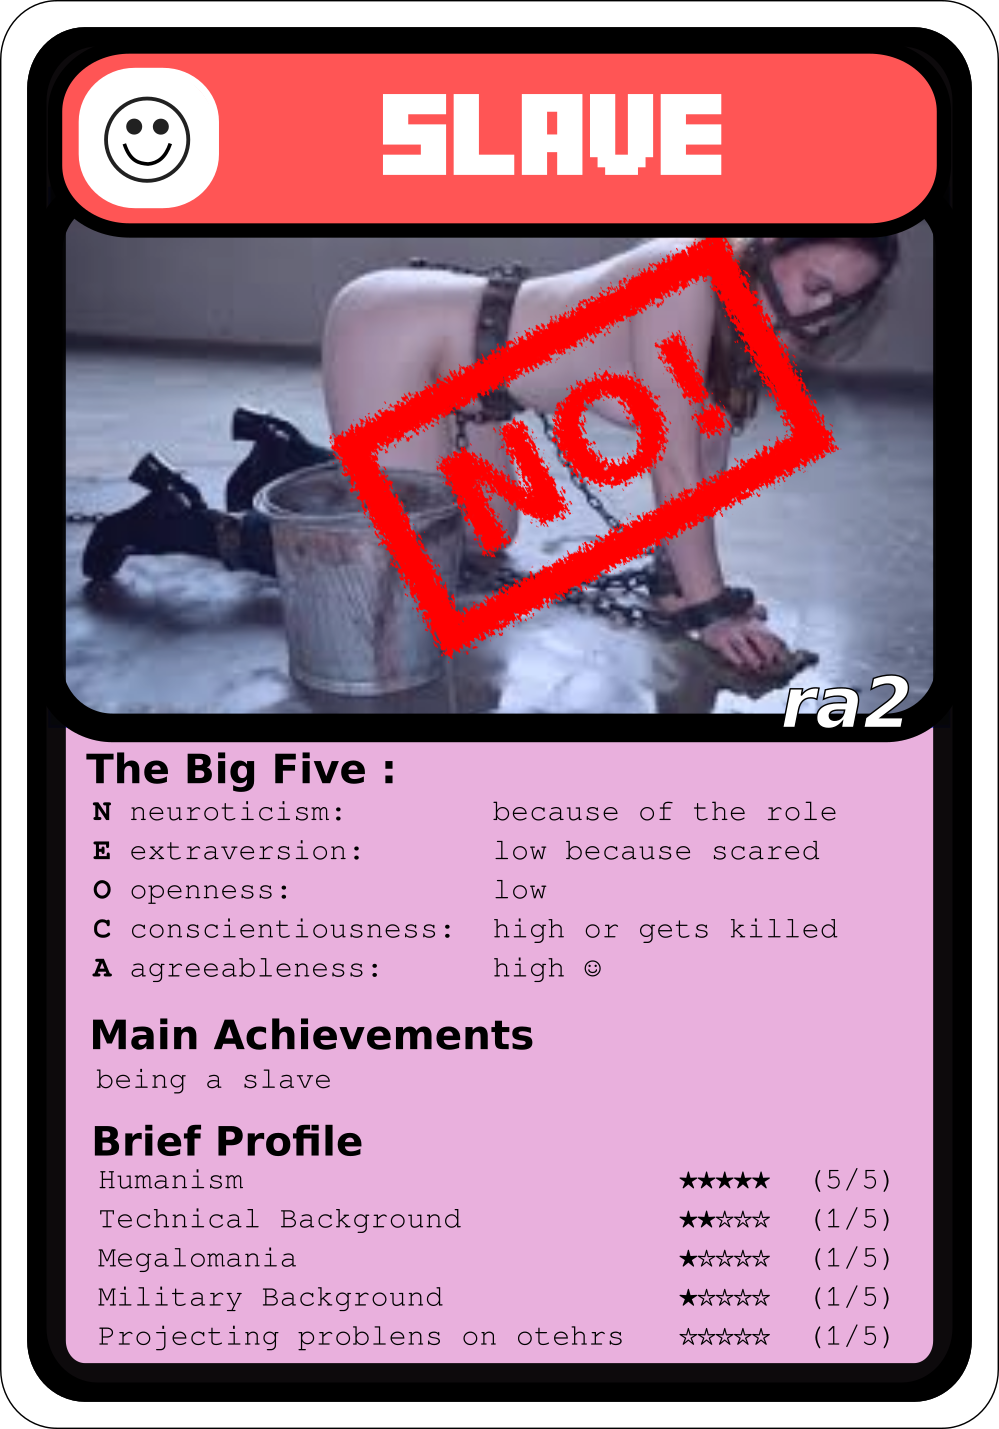 SLAVE
NO!
ra2
The Big Five :
N neuroticism: because of the role
E extraversion: low because scared
O openness: low
C conscientiousness: high or gets killed
A agreeableness: high ☺
Main Achievements
being a slave
Brief Profile
Humanism ★★★★★ (5/5)
Technical Background ★★☆☆☆ (1/5)
Megalomania ★☆☆☆☆ (1/5)
Military Background ★☆☆☆☆ (1/5)
Projecting problens on otehrs ☆☆☆☆☆ (1/5)